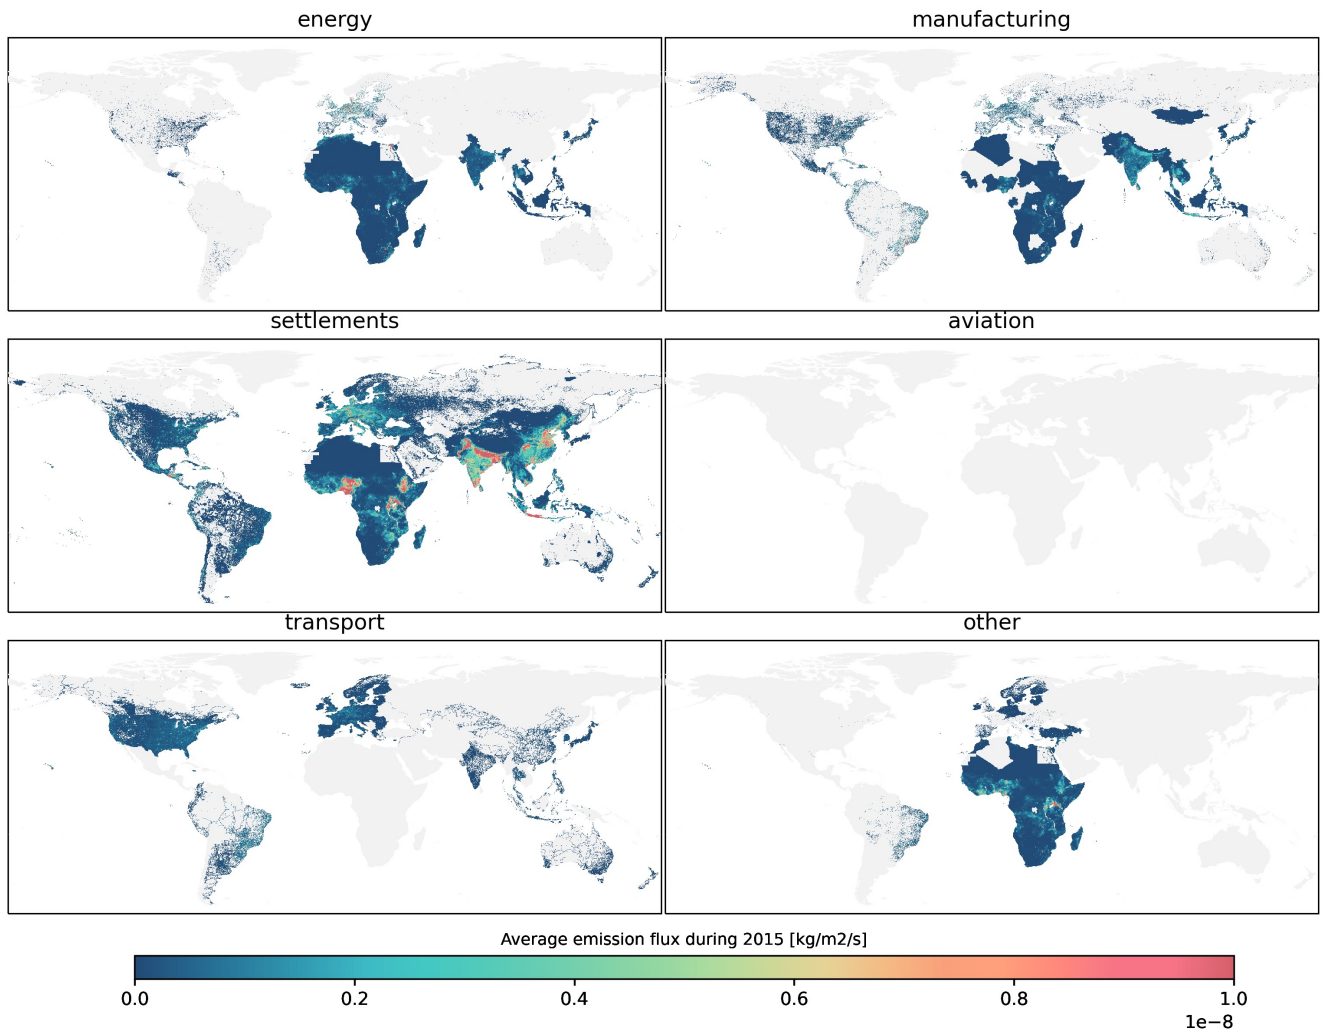 energy
manufacturing
settlements
aviation
transport
other
Average emission flux during 2015 [kg/m2/s]
0.0 0.2 0.4 0.6 0.8 1.0
1e−8